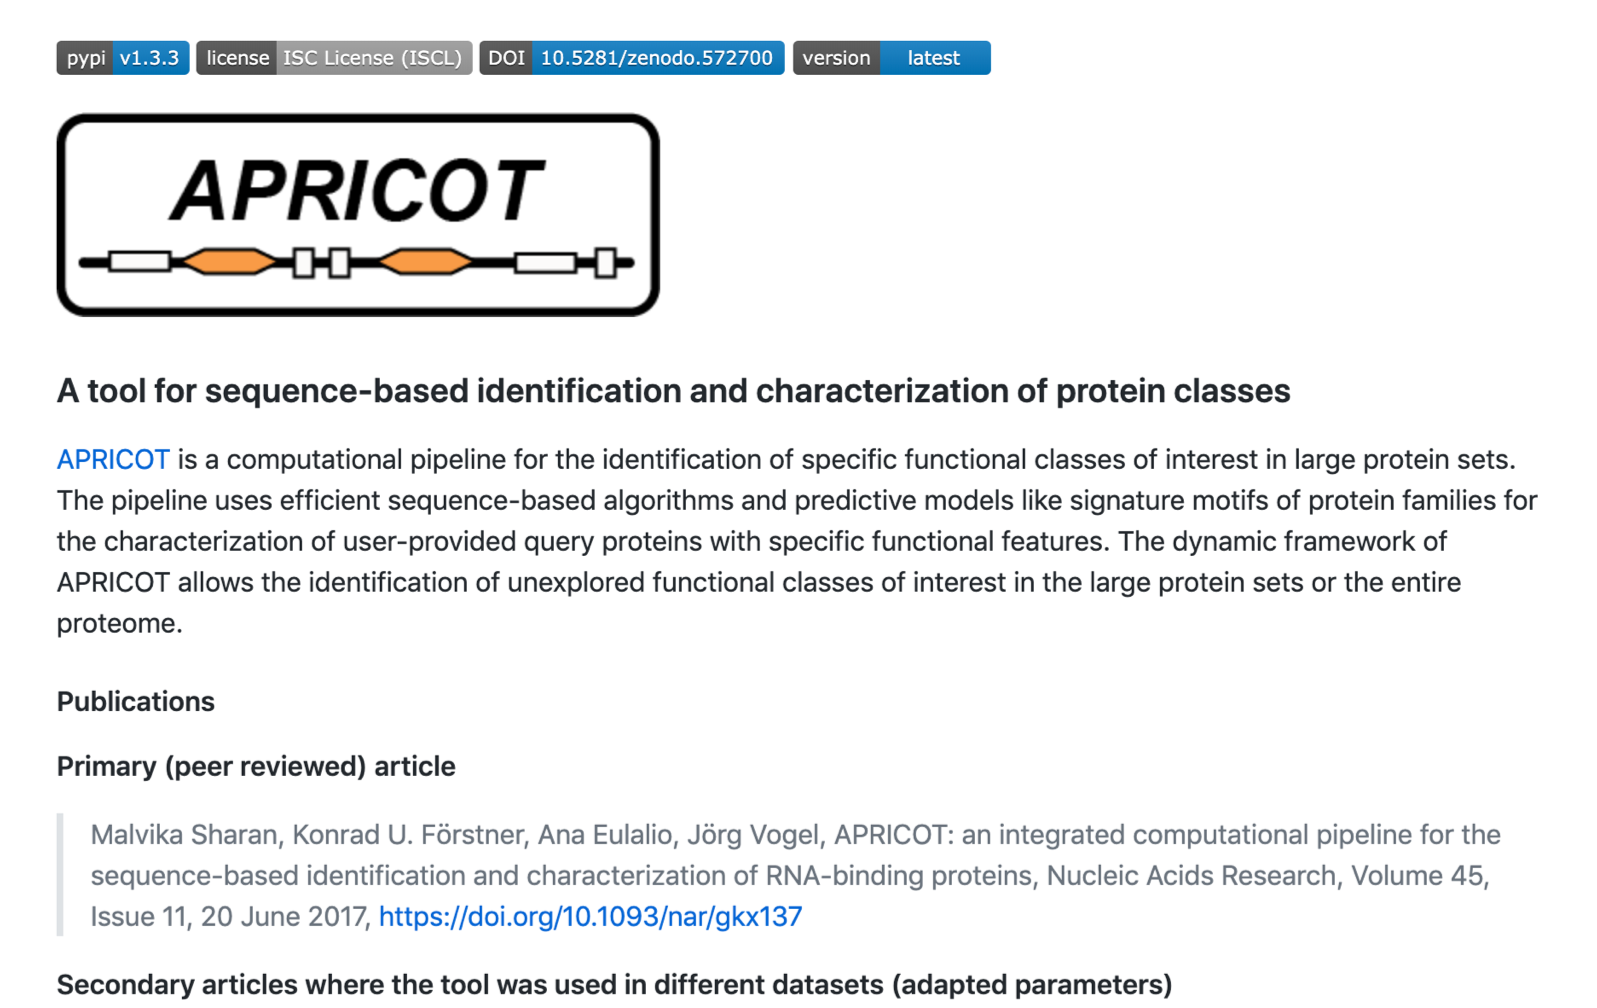 pypi v1.3.3 license ISC License (ISCL) DOI 10.5281/zenodo.572700 version latest
APRICOT
A tool for sequence-based identification and characterization of protein classes
APRICOT is a computational pipeline for the identification of specific functional classes of interest in large protein sets.
The pipeline uses efficient sequence-based algorithms and predictive models like signature motifs of protein families for
the characterization of user-provided query proteins with specific functional features. The dynamic framework of
APRICOT allows the identification of unexplored functional classes of interest in the large protein sets or the entire
proteome.
Publications
Primary (peer reviewed) article
Malvika Sharan, Konrad U. Förstner, Ana Eulalio, Jörg Vogel, APRICOT: an integrated computational pipeline for the
sequence-based identification and characterization of RNA-binding proteins, Nucleic Acids Research, Volume 45,
Issue 11, 20 June 2017, https://doi.org/10.1093/nar/gkx137
Secondary articles where the tool was used in different datasets (adapted parameters)